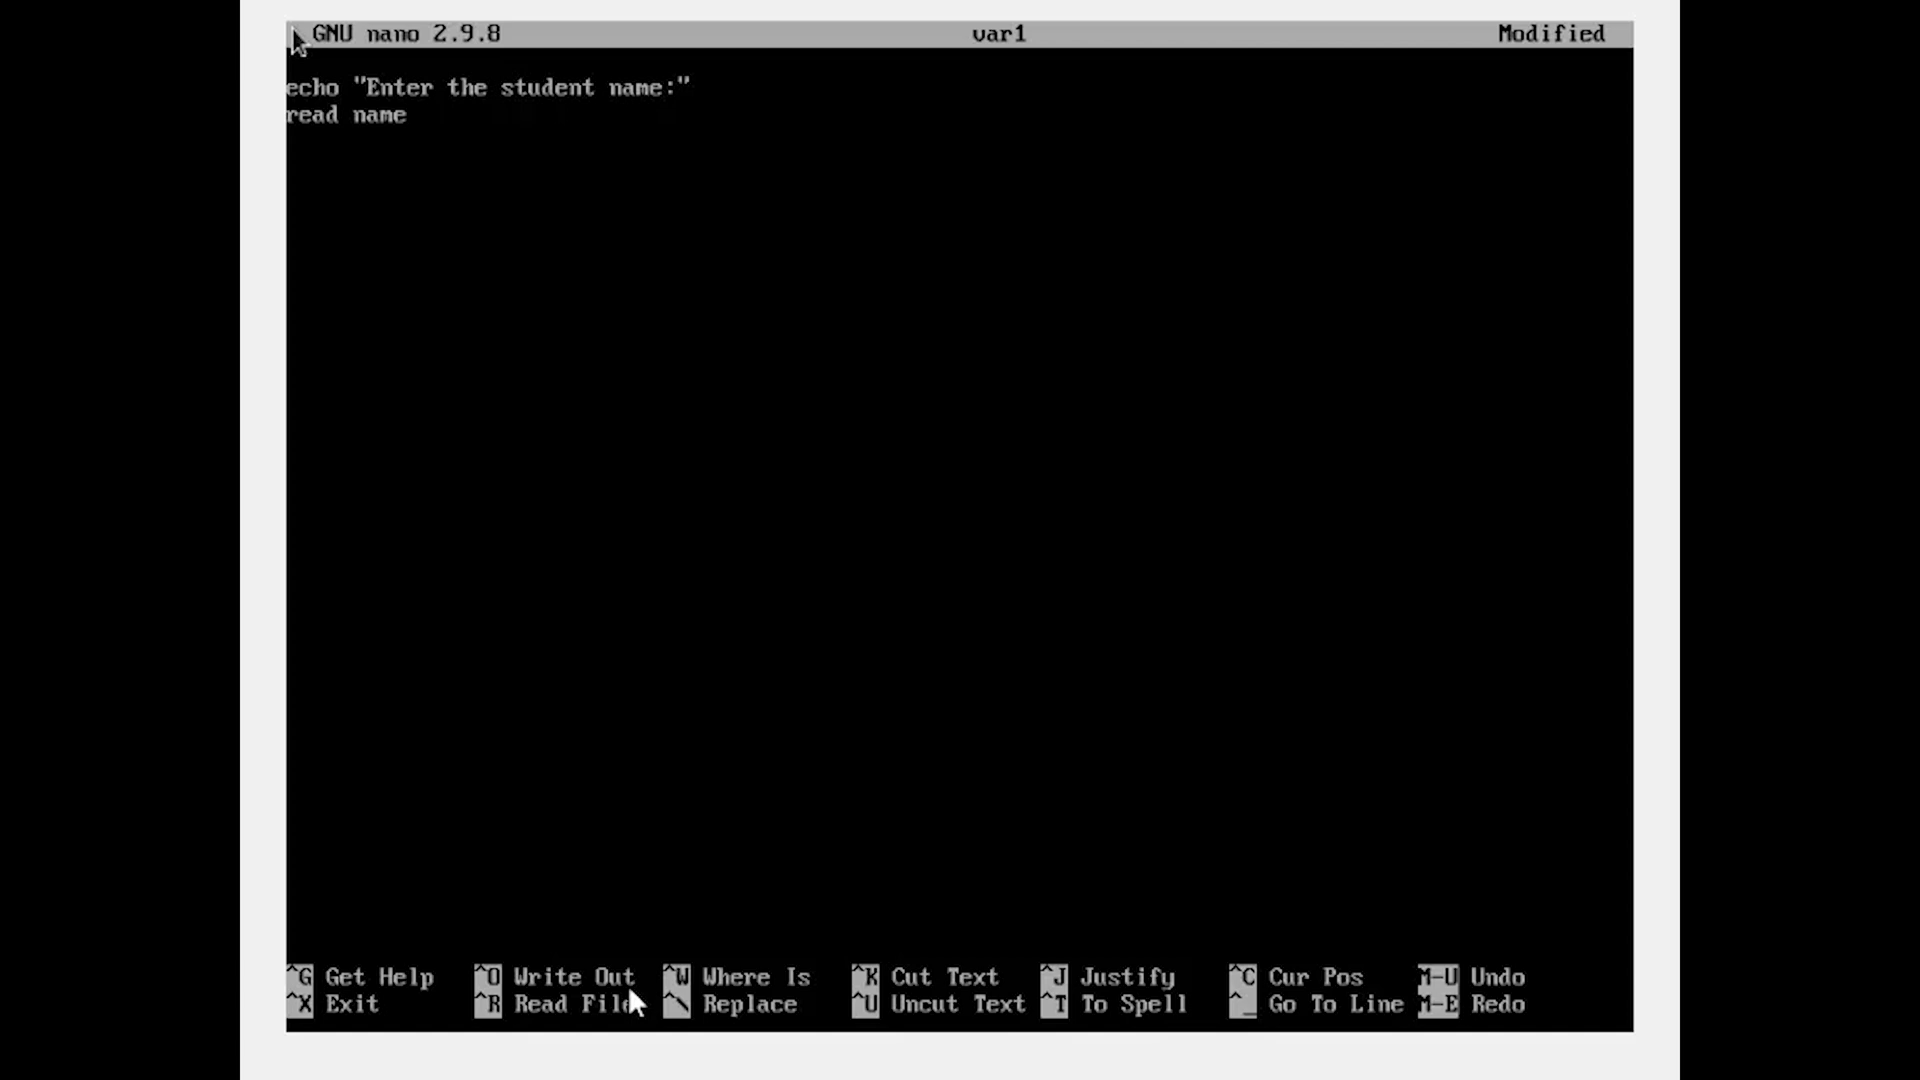 GNU nano 2.9.8 var1 Modified
echo "Enter the student name:"
read name
^G Get Help ^O Write Out ^W Where Is ^K Cut Text ^J Justify ^C Cur Pos M-U Undo
^X Exit ^R Read File ^\ Replace ^U Uncut Text ^T To Spell ^_ Go To Line M-E Redo